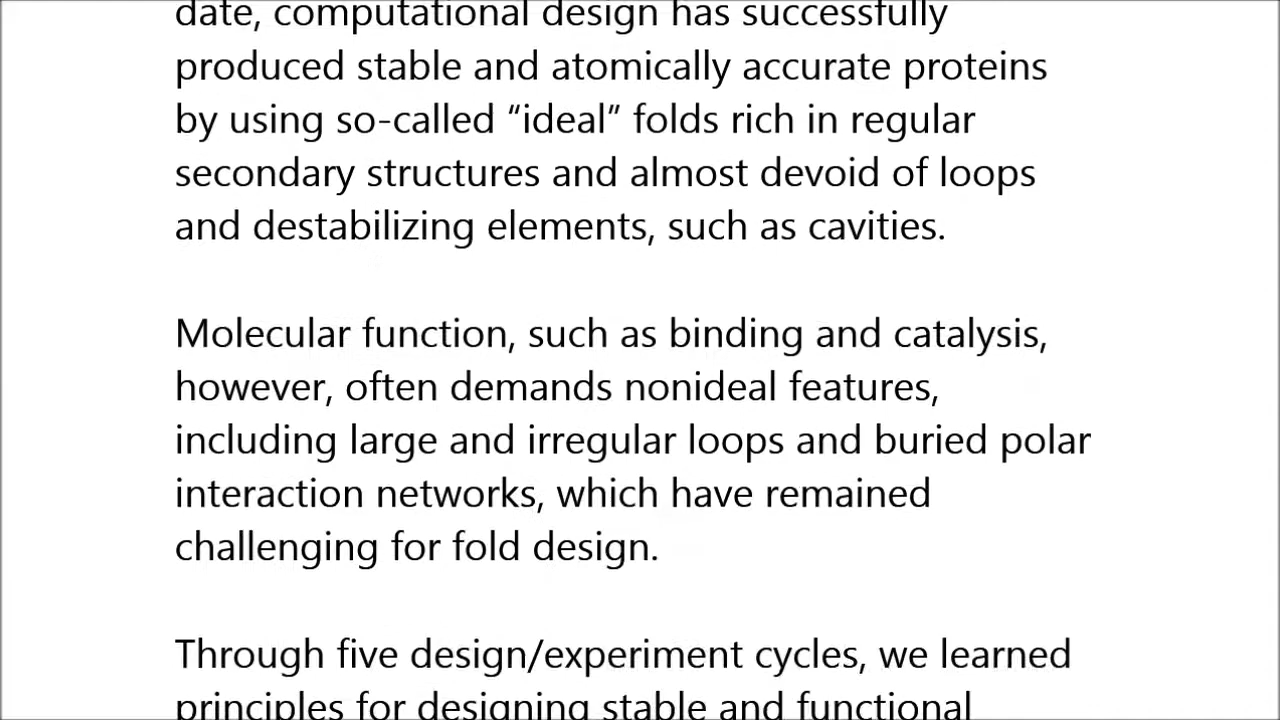 date, computational design has successfully
produced stable and atomically accurate proteins
by using so-called “ideal” folds rich in regular
secondary structures and almost devoid of loops
and destabilizing elements, such as cavities.
Molecular function, such as binding and catalysis,
however, often demands nonideal features,
including large and irregular loops and buried polar
interaction networks, which have remained
challenging for fold design.
Through five design/experiment cycles, we learned
principles for designing stable and functional